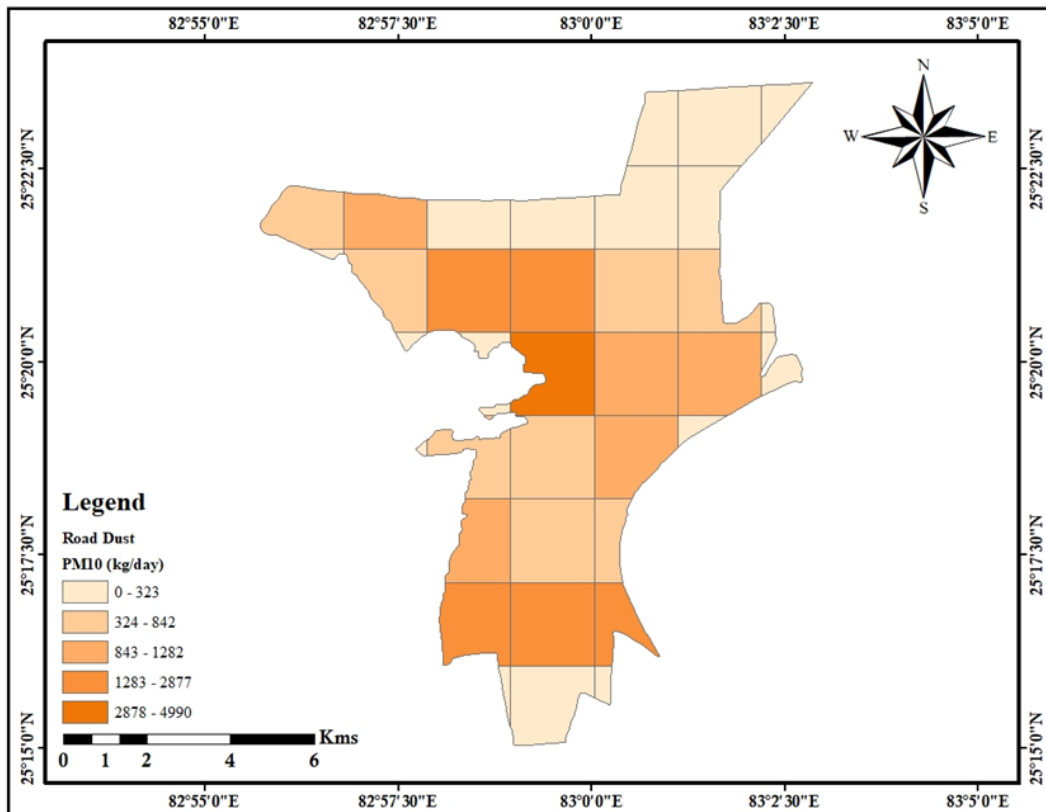 82°55'0"E 82°57'30"E 83°0'0"E 83°2'30"E 83°5'0"E
N
W E
S
25°22'30"N 25°22'30"N
25°20'0"N 25°20'0"N
25°17'30"N 25°17'30"N
25°15'0"N 25°15'0"N
Legend
Road Dust
PM10 (kg/day)
0 - 323
324 - 842
843 - 1282
1283 - 2877
2878 - 4990
Kms
0 1 2 4 6
82°55'0"E 82°57'30"E 83°0'0"E 83°2'30"E 83°5'0"E